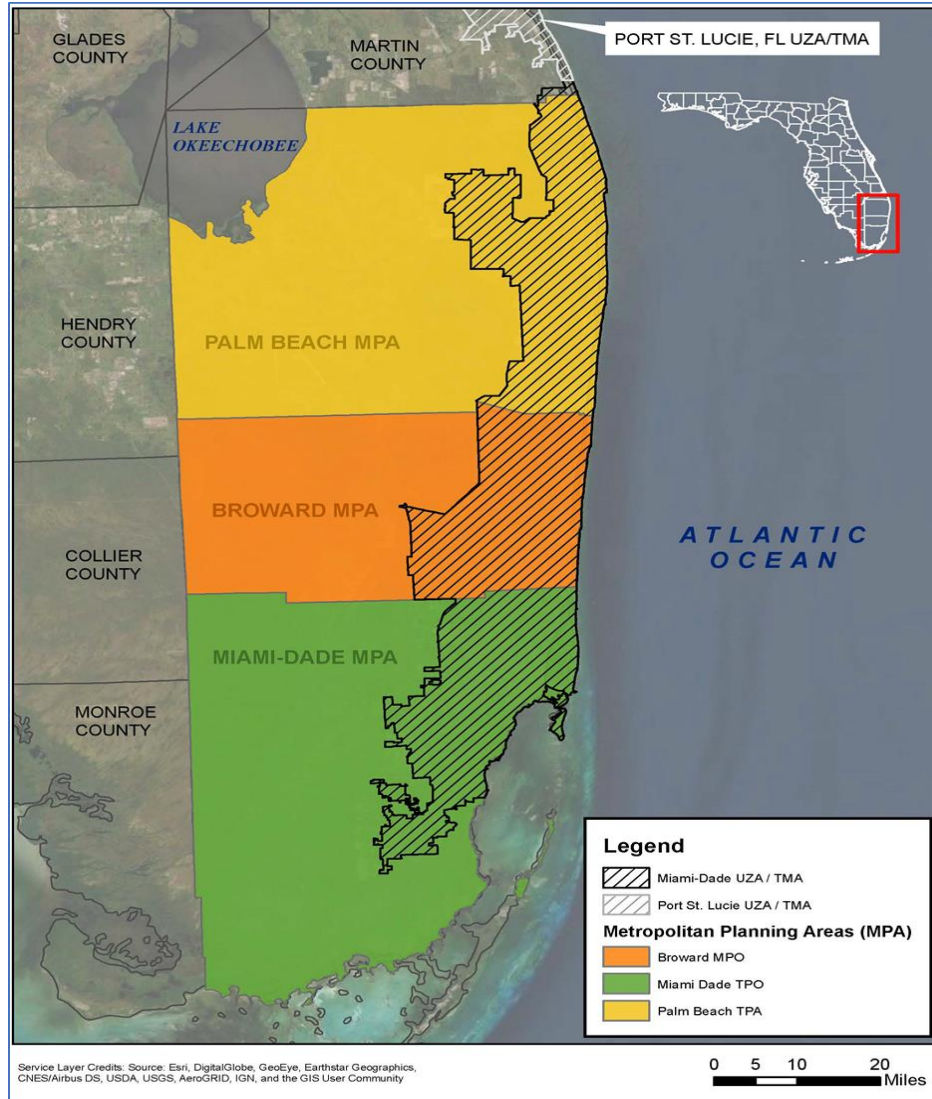 GLADES
COUNTY
MARTIN
COUNTY
PORT ST. LUCIE, FL UZA/TMA
LAKE
OKEECHOBEE
HENDRY
COUNTY
PALM BEACH MPA
BROWARD MPA
COLLIER
COUNTY
ATLANTIC
OCEAN
MIAMI-DADE MPA
MONROE
COUNTY
Legend
Miami-Dade UZA / TMA
Port St. Lucie UZA / TMA
Metropolitan Planning Areas (MPA)
Broward MPO
Miami Dade TPO
Palm Beach TPA
Service Layer Credits: Source: Esri, DigitalGlobe, GeoEye, Earthstar Geographics,
CNES/Airbus DS, USDA, USGS, AeroGRID, IGN, and the GIS User Community
0 5 10 20
Miles